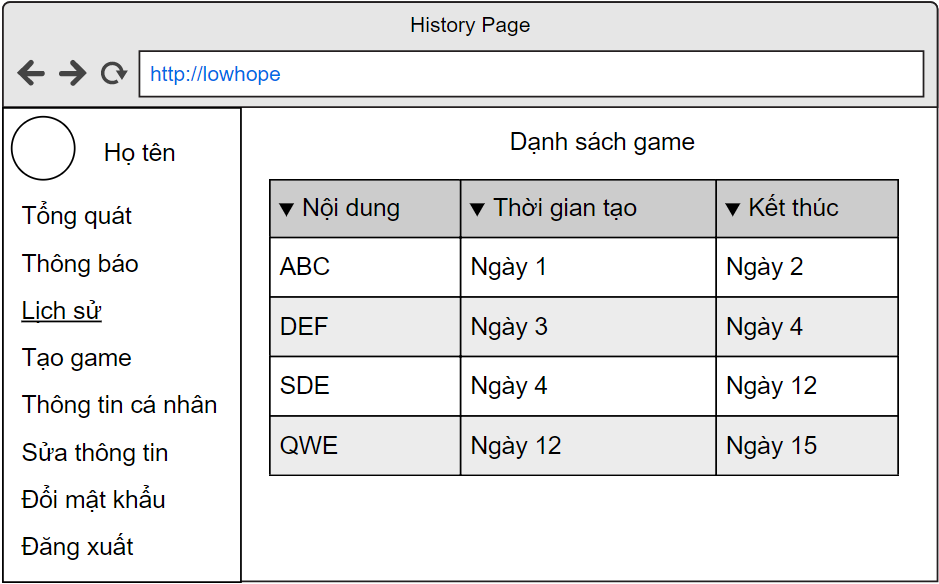 History Page
http://lowhope
Họ tên
Tổng quát
Thông báo
Lịch sử
Tạo game
Thông tin cá nhân
Sửa thông tin
Đổi mật khẩu
Đăng xuất
Dạnh sách game
Nội dung Thời gian tạo Kết thúc
ABC Ngày 1 Ngày 2
DEF Ngày 3 Ngày 4
SDE Ngày 4 Ngày 12
QWE Ngày 12 Ngày 15